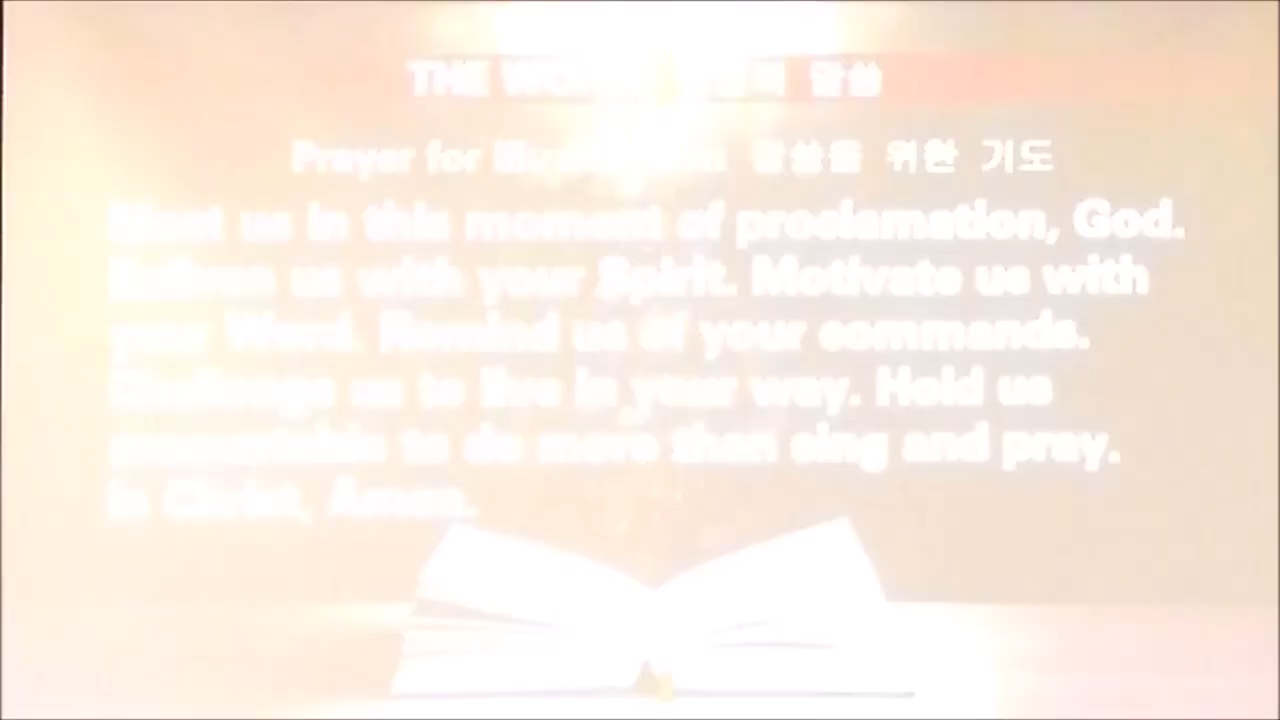 THE WORD 말씀
Prayer for 말씀을 위한 기도
us in this moment of proclamation, God.
us with your Spirit. Motivate us with
your Word. Remind us of your commands.
Challenge us to live in your way. Hold us
accountable to do more than sing and pray.
In Christ, Amen.